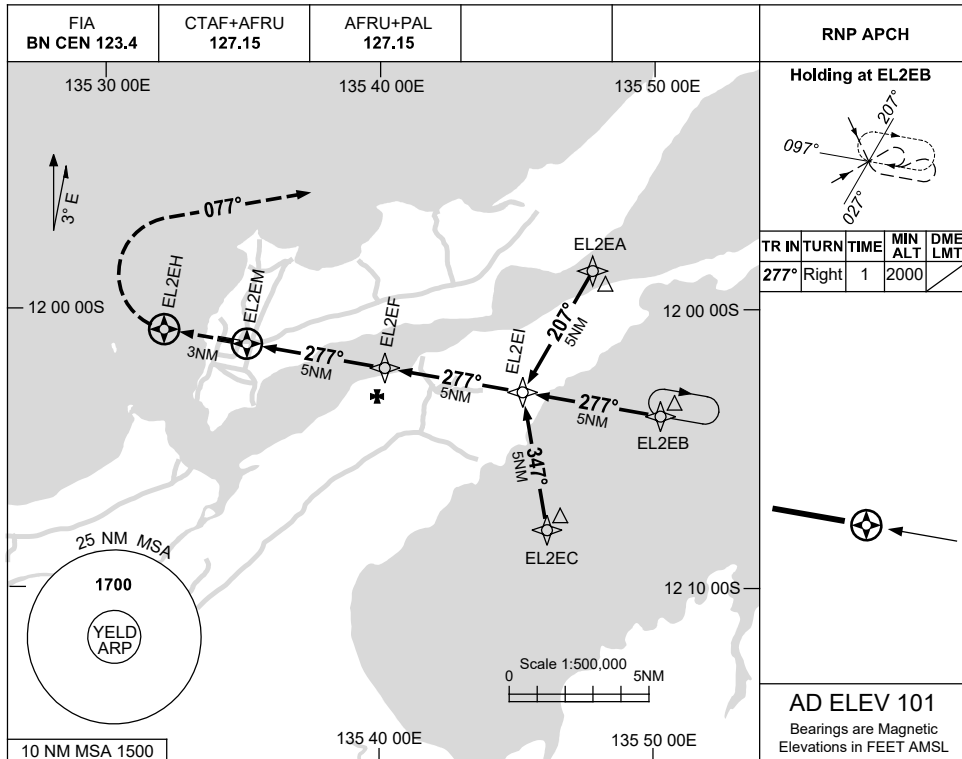 FIA
BN CEN 123.4
CTAF+AFRU
127.15
AFRU+PAL
127.15
RNP APCH
135 30 00E
135 40 00E
135 50 00E
Holding at EL2EB
207°
097°
027°
TR IN TURN TIME MIN ALT DME LMT
277° Right 1 2000
3° E
077°
EL2EA
EL2EH
EL2EM
EL2EF
EL2EI
12 00 00S
12 00 00S
207°
5NM
3NM
277°
5NM
277°
5NM
277°
5NM
EL2EB
347°
5NM
EL2EC
25 NM MSA
1700
YELD
ARP
12 10 00S
Scale 1:500,000
0 5NM
AD ELEV 101
Bearings are Magnetic
Elevations in FEET AMSL
10 NM MSA 1500
135 40 00E
135 50 00E